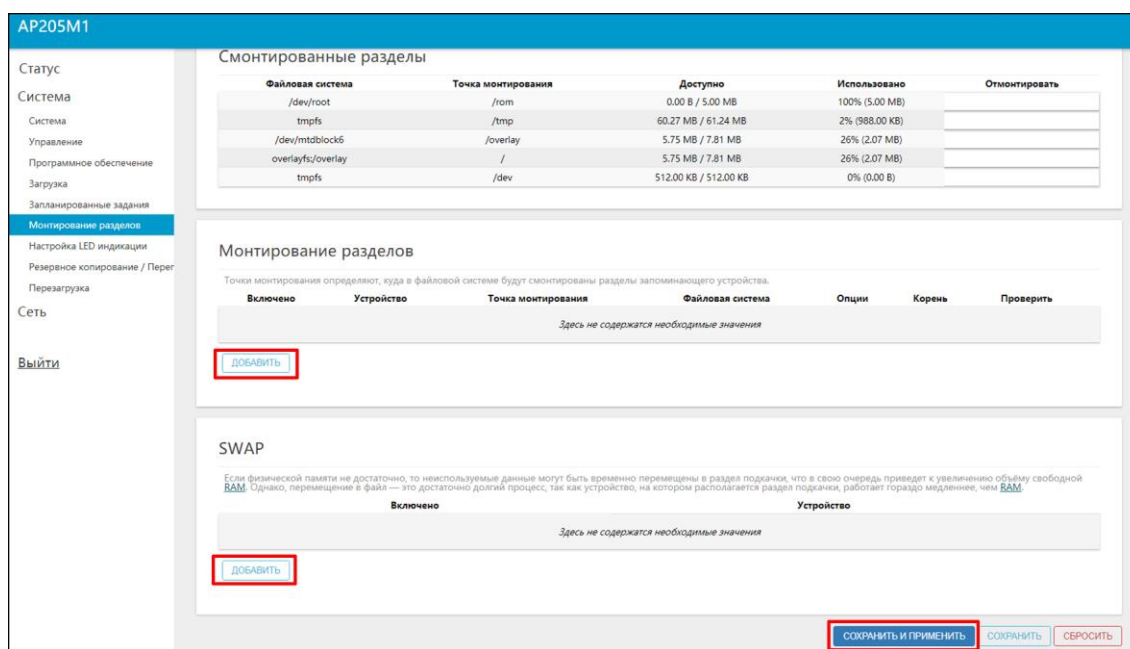 AP205M1
Статус
Система
Система
Управление
Программное обеспечение
Загрузка
Запланированные задания
Монтирование разделов
Настройка LED индикации
Резервное копирование / Перег
Перезагрузка
Сеть
Выйти
Смонтированные разделы
Файловая система Точка монтирования Доступно Использовано Отмонтировать
/dev/root /rom 0.00 B / 5.00 MB 100% (5.00 MB)
tmpfs /tmp 60.27 MB / 61.24 MB 2% (988.00 KB)
/dev/mtdblock6 /overlay 5.75 MB / 7.81 MB 26% (2.07 MB)
overlayfs:/overlay / 5.75 MB / 7.81 MB 26% (2.07 MB)
tmpfs /dev 512.00 KB / 512.00 KB 0% (0.00 B)
Монтирование разделов
Точки монтирования определяют, куда в файловой системе будут смонтированы разделы запоминающего устройства.
Включено Устройство Точка монтирования Файловая система Опции Корень Проверить
Здесь не содержатся необходимые значения
ДОБАВИТЬ
SWAP
Если физической памяти не достаточно, то неиспользуемые данные могут быть временно перемещены в раздел подкачки, что в свою очередь приведет к увеличению объёму свободной
RAM. Однако, перемещение в файл — это достаточно долгий процесс, так как устройство, на котором располагается раздел подкачки, работает гораздо медленнее, чем RAM.
Включено Устройство
Здесь не содержатся необходимые значения
ДОБАВИТЬ
СОХРАНИТЬ И ПРИМЕНИТЬ СОХРАНИТЬ СБРОСИТЬ